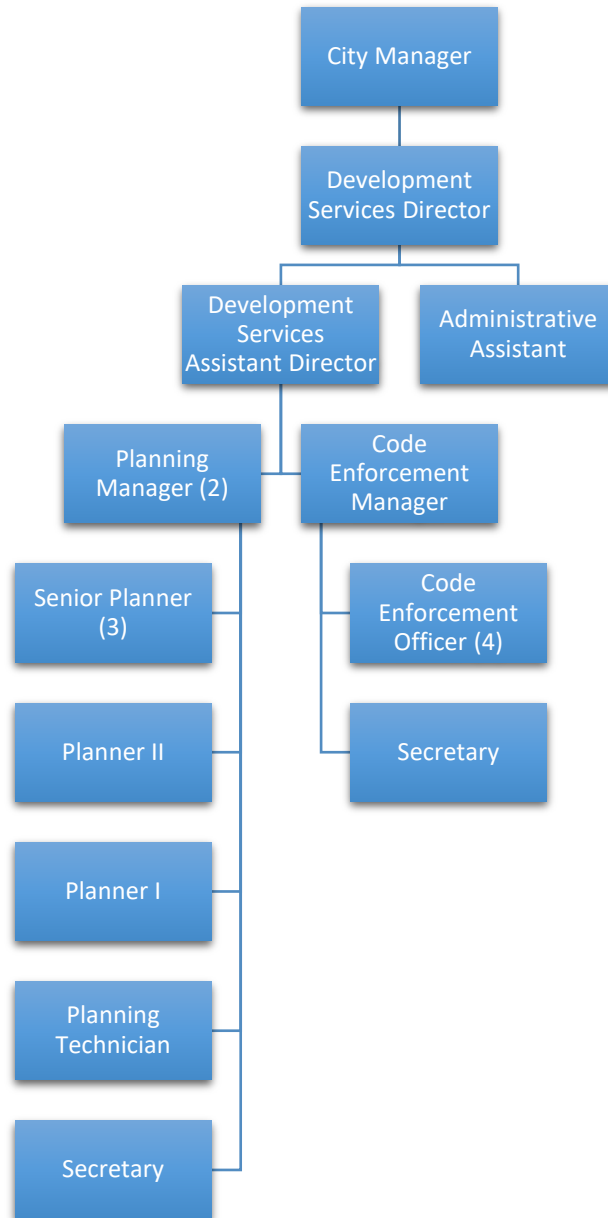 City Manager
Development
Services Director
Development
Services
Assistant Director
Administrative
Assistant
Planning
Manager (2)
Code
Enforcement
Manager
Senior Planner
(3)
Code
Enforcement
Officer (4)
Planner II
Secretary
Planner I
Planning
Technician
Secretary